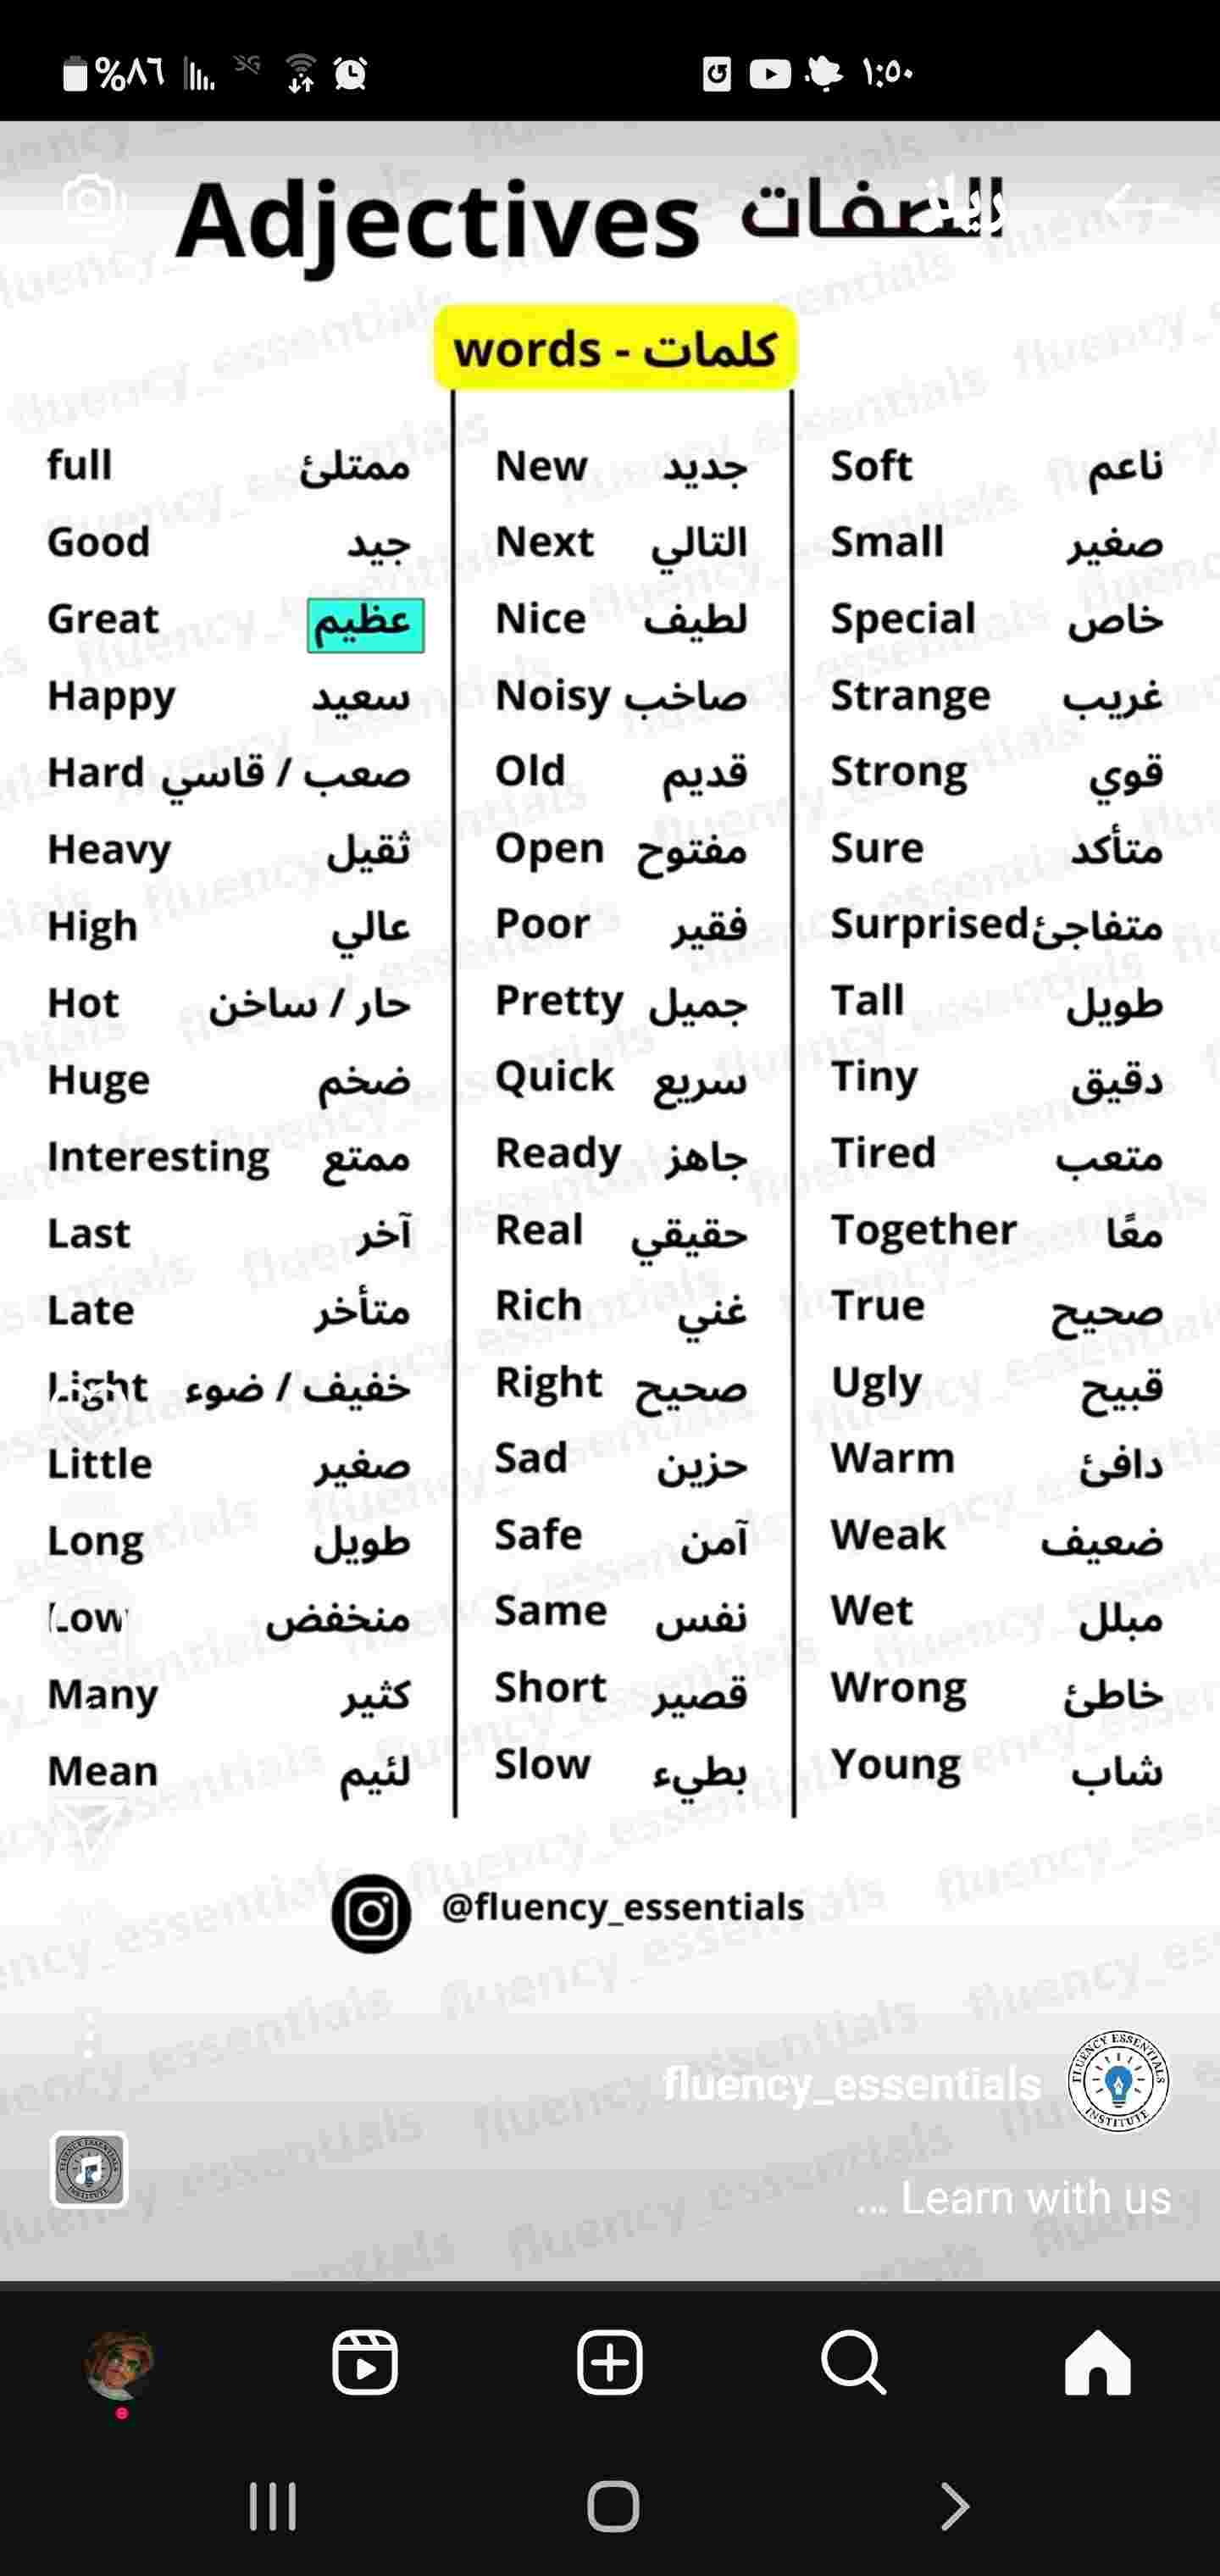 %٨٦ 3G ١:٥٠
Adjectives الصفات
ريلز
words - كلمات
full ممتلئ
Good جيد
Great عظيم
Happy سعيد
Hard صعب / قاسي
Heavy ثقيل
High عالي
Hot حار / ساخن
Huge ضخم
Interesting ممتع
Last آخر
Late متأخر
Light خفيف / ضوء
Little صغير
Long طويل
Low منخفض
Many كثير
Mean لئيم
New جديد
Next التالي
Nice لطيف
Noisy صاخب
Old قديم
Open مفتوح
Poor فقير
Pretty جميل
Quick سريع
Ready جاهز
Real حقيقي
Rich غني
Right صحيح
Sad حزين
Safe آمن
Same نفس
Short قصير
Slow بطيء
Soft ناعم
Small صغير
Special خاص
Strange غريب
Strong قوي
Sure متأكد
Surprised متفاجئ
Tall طويل
Tiny دقيق
Tired متعب
Together معًا
True صحيح
Ugly قبيح
Warm دافئ
Weak ضعيف
Wet مبلل
Wrong خاطئ
Young شاب
@fluency_essentials
fluency_essentials
FLUENCY ESSENTIALS INSTITUTE
... Learn with us